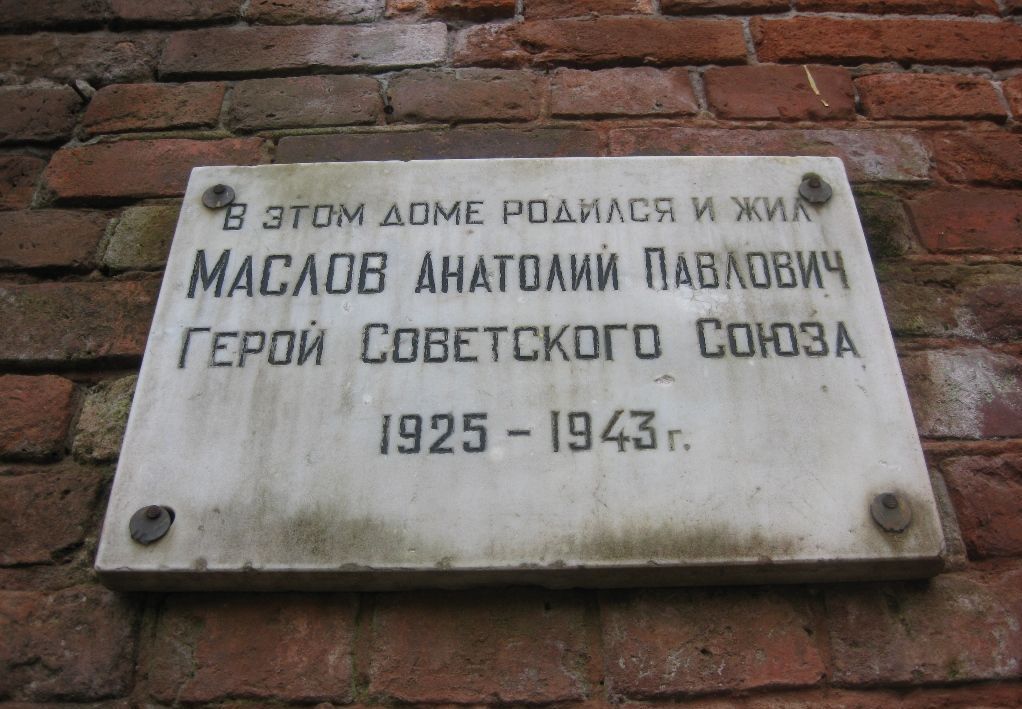 В ЭТОМ ДОМЕ РОДИЛСЯ И ЖИЛ
МАСЛОВ АНАТОЛИЙ ПАВЛОВИЧ
ГЕРОЙ СОВЕТСКОГО СОЮЗА
1925 – 1943 г.